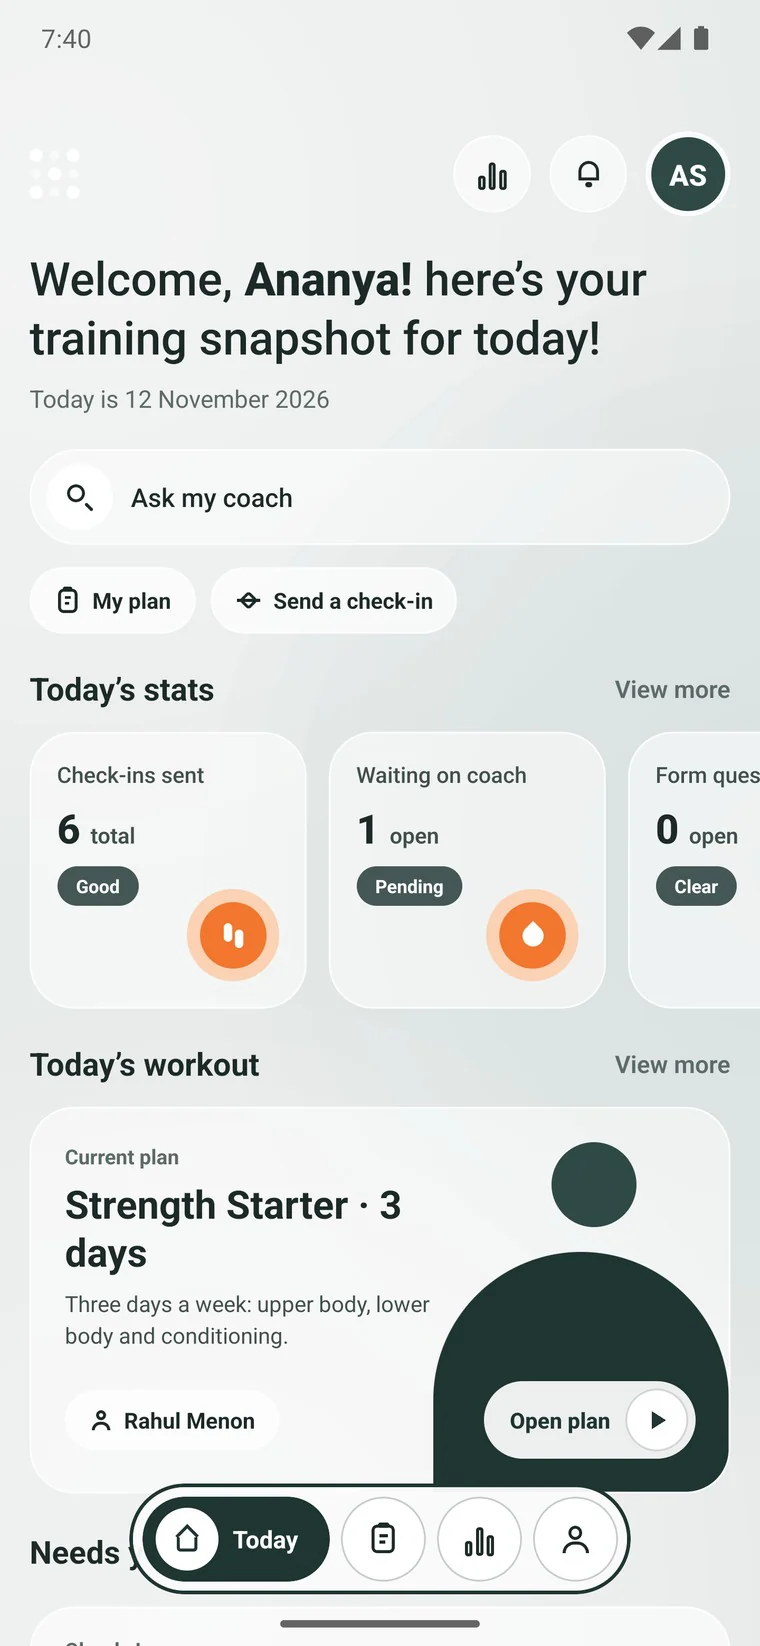 7:40
AS
Welcome, Ananya! here’s your
training snapshot for today!
Today is 12 November 2026
Ask my coach
My plan
Send a check-in
Today’s stats
View more
Check-ins sent
6 total
Good
Waiting on coach
1 open
Pending
Form ques
0 open
Clear
Today’s workout
View more
Current plan
Strength Starter · 3
days
Three days a week: upper body, lower
body and conditioning.
Rahul Menon
Open plan
Needs
Today